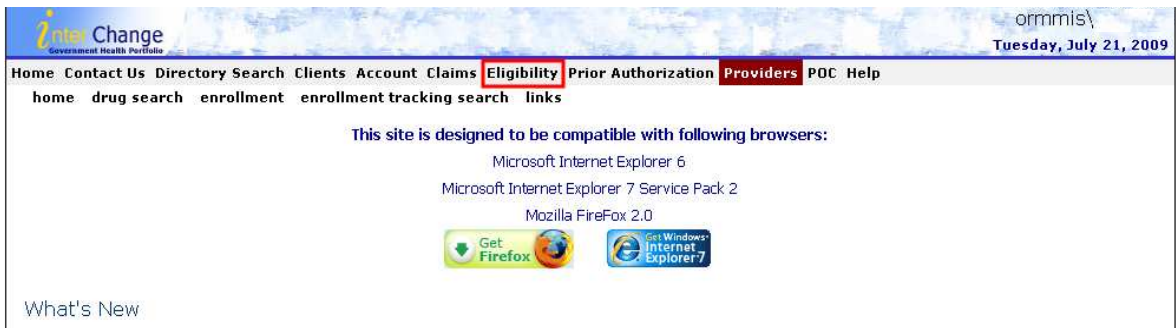 inter Change
Government Health Portfolio
ormmis\
Tuesday, July 21, 2009
Home Contact Us Directory Search Clients Account Claims Eligibility Prior Authorization Providers POC Help
home drug search enrollment enrollment tracking search links
This site is designed to be compatible with following browsers:
Microsoft Internet Explorer 6
Microsoft Internet Explorer 7 Service Pack 2
Mozilla FireFox 2.0
Get
Firefox
Get Windows
Internet
Explorer 7
What's New